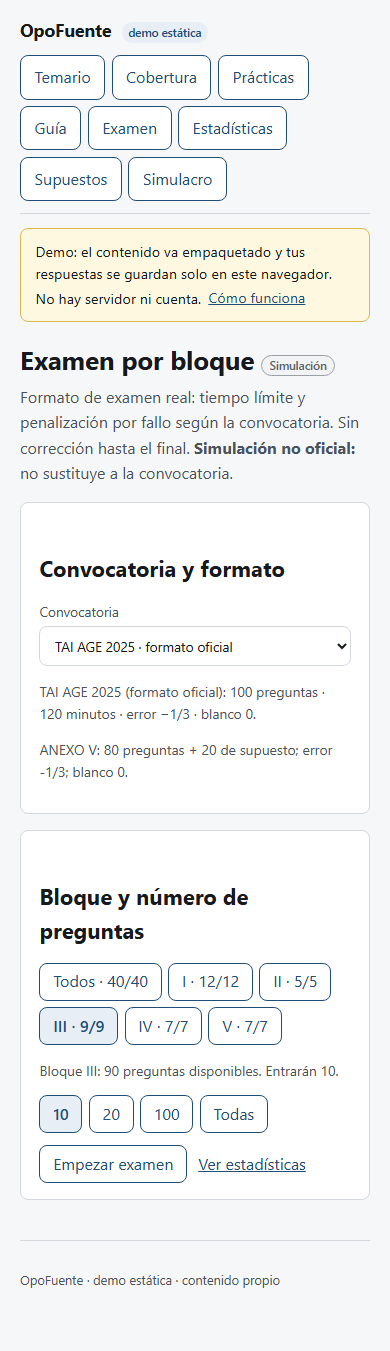 OpoFuente demo estática
Temario Cobertura Prácticas
Guía Examen Estadísticas
Supuestos Simulacro
Demo: el contenido va empaquetado y tus
respuestas se guardan solo en este navegador.
No hay servidor ni cuenta. Cómo funciona
Examen por bloque Simulación
Formato de examen real: tiempo límite y
penalización por fallo según la convocatoria. Sin
corrección hasta el final. Simulación no oficial:
no sustituye a la convocatoria.
Convocatoria y formato
Convocatoria
TAI AGE 2025 · formato oficial
TAI AGE 2025 (formato oficial): 100 preguntas ·
120 minutos · error −1/3 · blanco 0.
ANEXO V: 80 preguntas + 20 de supuesto; error
-1/3; blanco 0.
Bloque y número de
preguntas
Todos · 40/40 I · 12/12 II · 5/5
III · 9/9 IV · 7/7 V · 7/7
Bloque III: 90 preguntas disponibles. Entrarán 10.
10 20 100 Todas
Empezar examen Ver estadísticas
OpoFuente · demo estática · contenido propio